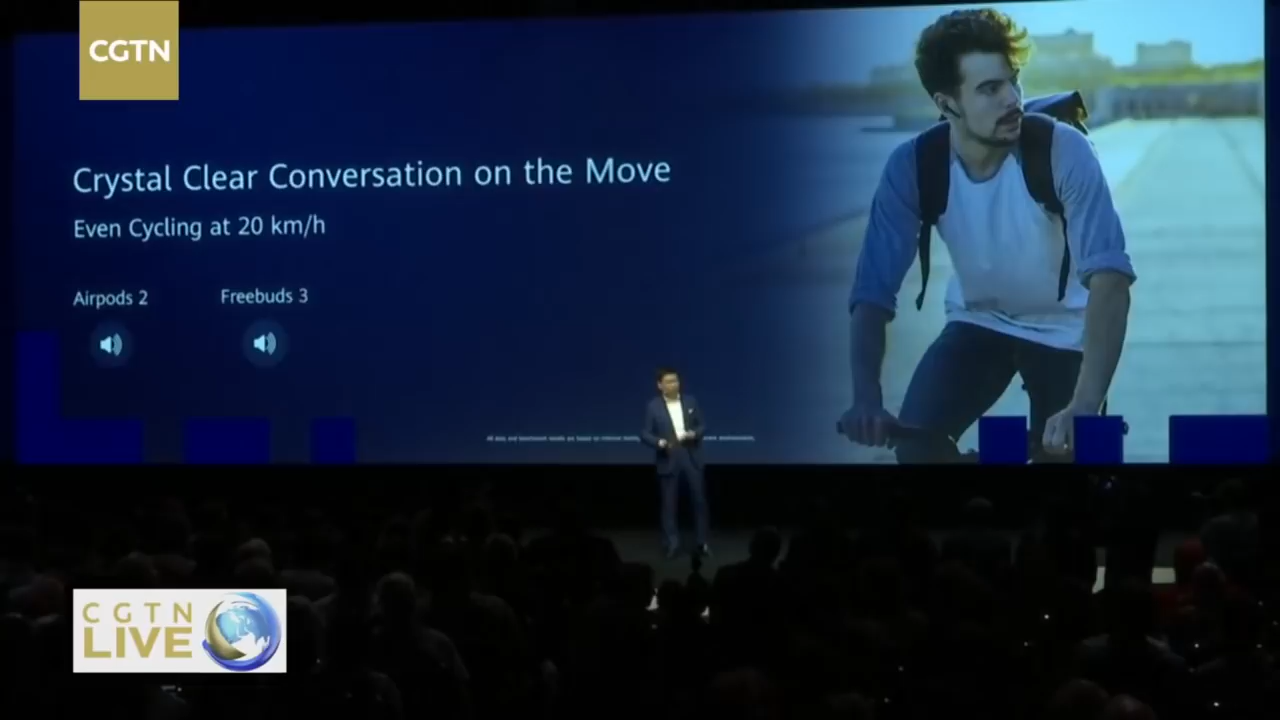 CGTN
Crystal Clear Conversation on the Move
Even Cycling at 20 km/h
Airpods 2
Freebuds 3
CGTN
LIVE